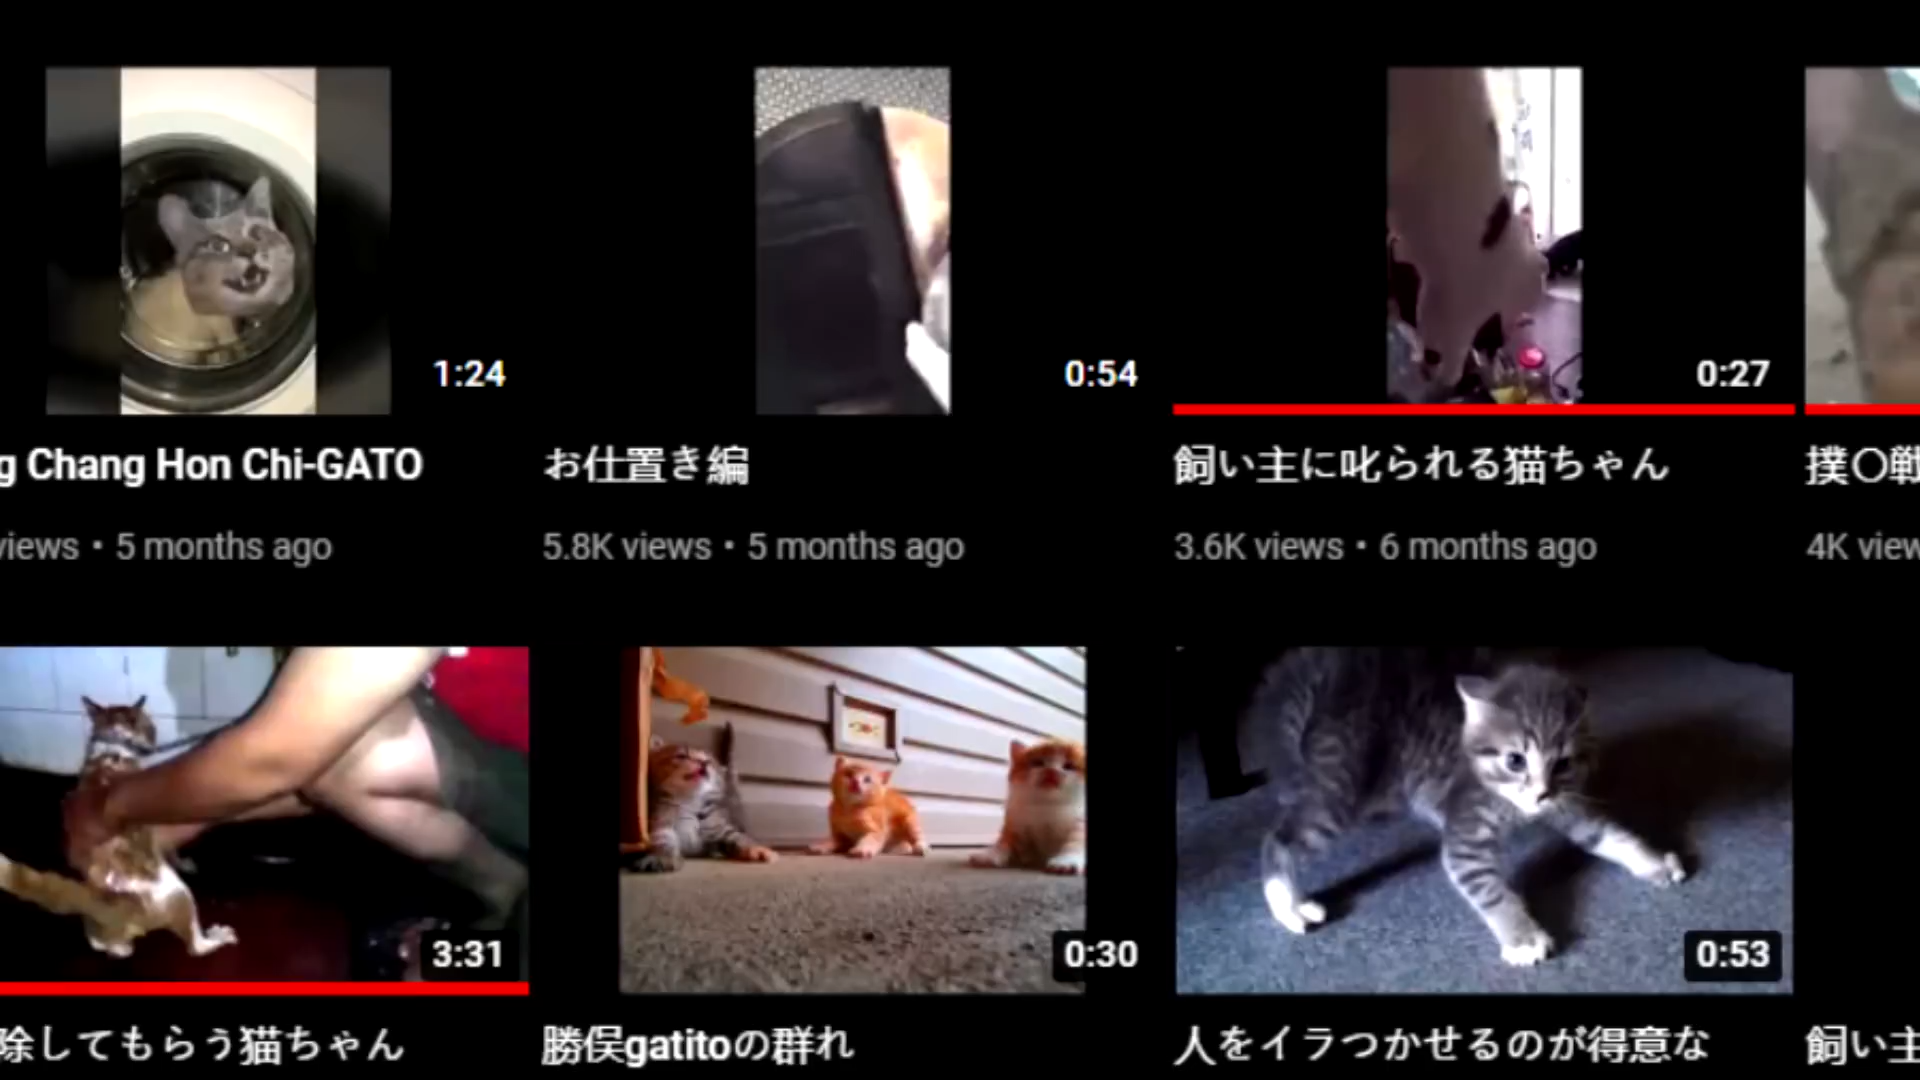 1:24
0:54
0:27
g Chang Hon Chi-GATO
お仕置き編
飼い主に叱られる猫ちゃん
撲〇戦
views • 5 months ago
5.8K views • 5 months ago
3.6K views • 6 months ago
4K view
3:31
0:30
0:53
除してもらう猫ちゃん
勝俣gatitoの群れ
人をイラつかせるのが得意な
飼い主